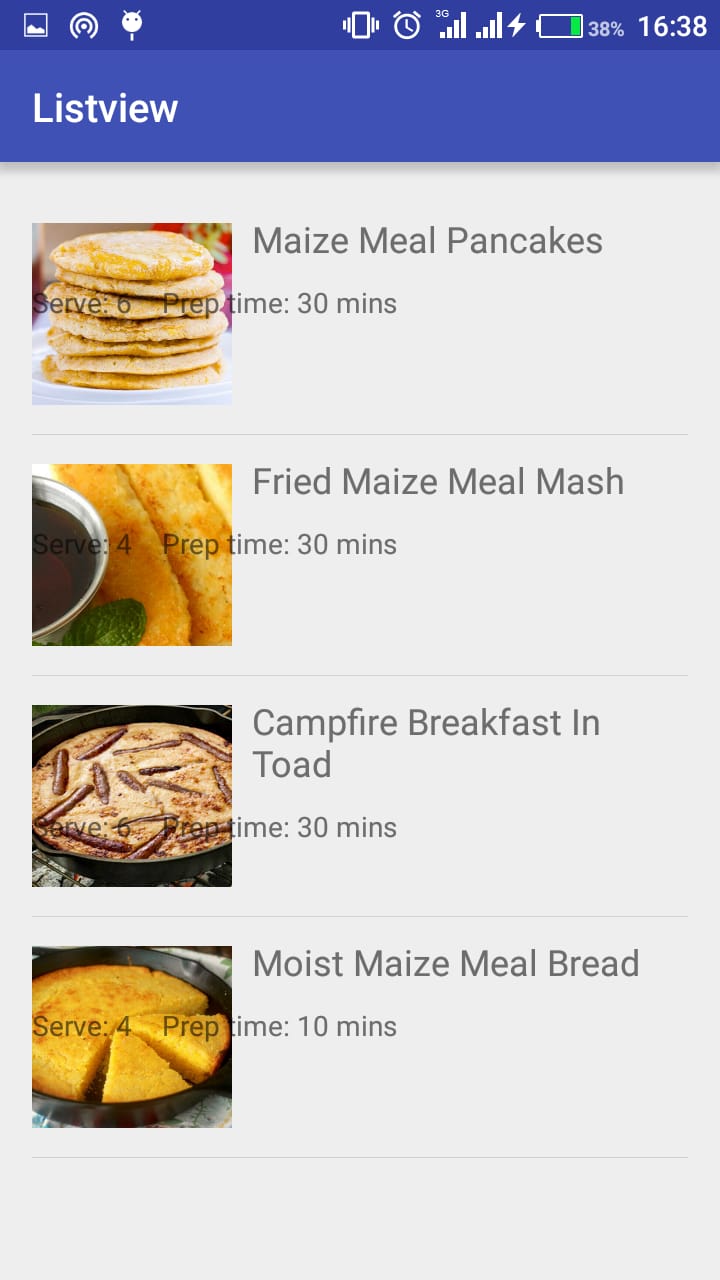 3G
38%
16:38
Listview
Maize Meal Pancakes
Serve: 6 Prep time: 30 mins
Fried Maize Meal Mash
Serve: 4 Prep time: 30 mins
Campfire Breakfast In
Toad
Serve: 6 Prep time: 30 mins
Moist Maize Meal Bread
Serve: 4 Prep time: 10 mins